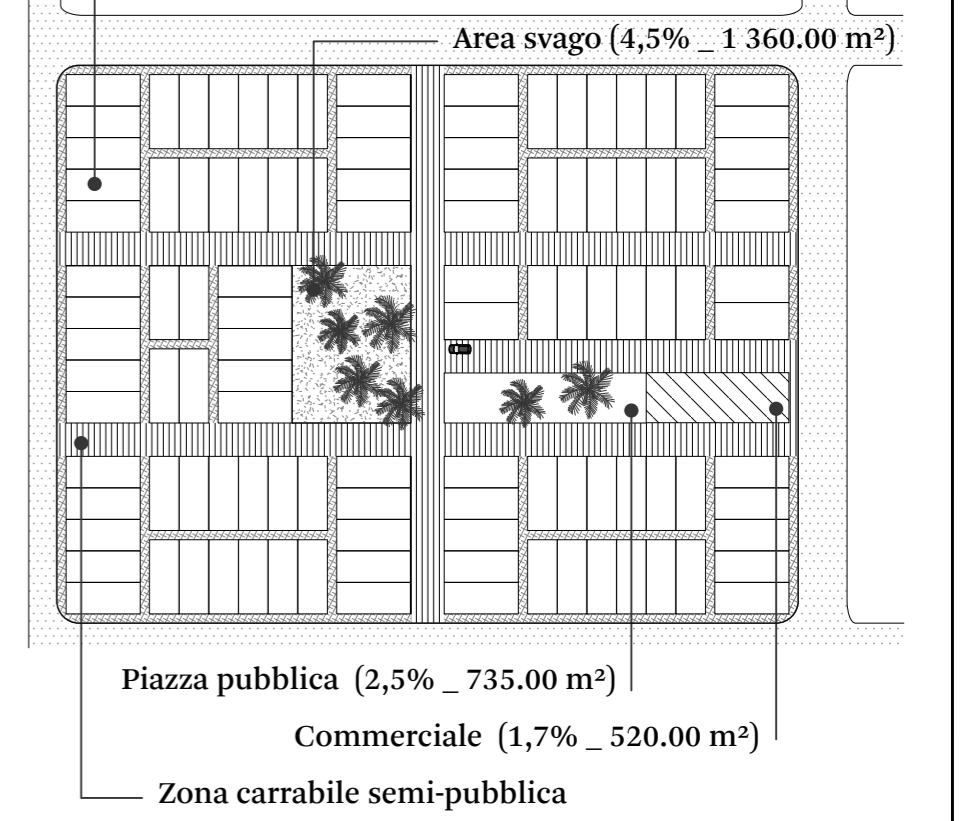 Area svago (4,5% _ 1 360.00 m²)
Piazza pubblica (2,5% _ 735.00 m²)
Commerciale (1,7% _ 520.00 m²)
Zona carrabile semi-pubblica